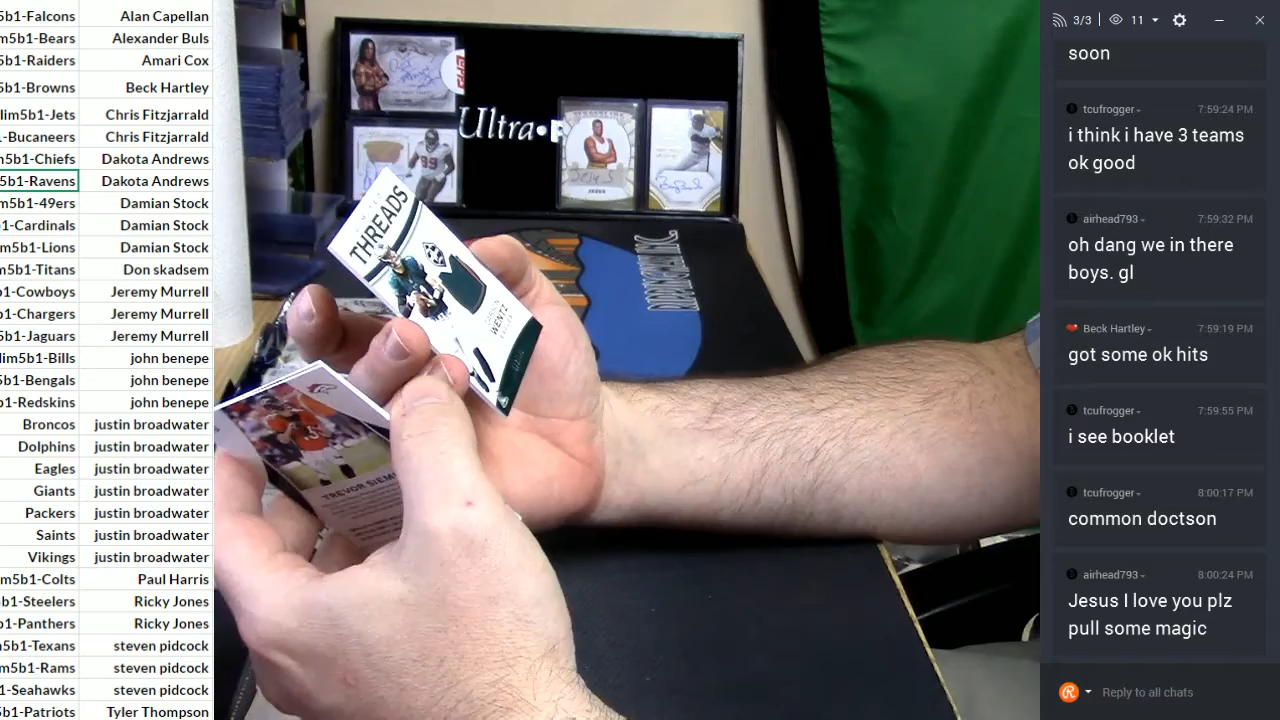 5b1-Falcons Alan Capellan
m5b1-Bears Alexander Buls
m5b1-Raiders Amari Cox
5b1-Browns Beck Hartley
lim5b1-Jets Chris Fitzjarrald
1-Bucaneers Chris Fitzjarrald
m5b1-Chiefs Dakota Andrews
5b1-Ravens Dakota Andrews
m5b1-49ers Damian Stock
b1-Cardinals Damian Stock
m5b1-Lions Damian Stock
m5b1-Titans Don skadsem
b1-Cowboys Jeremy Murrell
b1-Chargers Jeremy Murrell
b1-Jaguars Jeremy Murrell
lim5b1-Bills john benepe
5b1-Bengals john benepe
b1-Redskins john benepe
Broncos justin broadwater
Dolphins justin broadwater
Eagles justin broadwater
Giants justin broadwater
Packers justin broadwater
Saints justin broadwater
Vikings justin broadwater
m5b1-Colts Paul Harris
5b1-Steelers Ricky Jones
b1-Panthers Ricky Jones
m5b1-Texans steven pidcock
m5b1-Rams steven pidcock
1-Seahawks steven pidcock
m5b1-Patriots Tyler Thompson
Ultra
THREADS
WENTZ
EAGLES
TREVOR SIEM
3/3 11
soon
tcufrogger 7:59:24 PM
i think i have 3 teams
ok good
airhead793 7:59:32 PM
oh dang we in there
boys. gl
Beck Hartley 7:59:19 PM
got some ok hits
tcufrogger 7:59:55 PM
i see booklet
tcufrogger 8:00:17 PM
common doctson
airhead793 8:00:24 PM
Jesus I love you plz
pull some magic
Reply to all chats